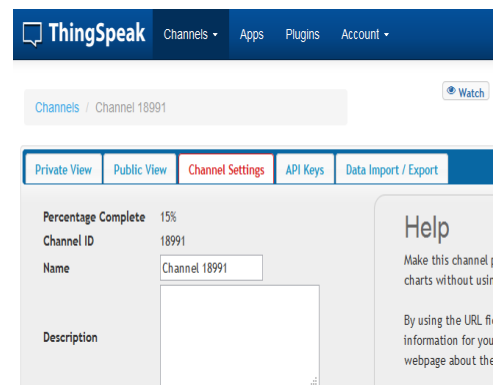 ThingSpeak Channels Apps Plugins Account
Watch
Channels / Channel 18991
Private View Public View Channel Settings API Keys Data Import / Export
Percentage Complete 15%
Channel ID 18991
Name Channel 18991
Description
Help
Make this channel
charts without
By using the URL
information for you
webpage about the